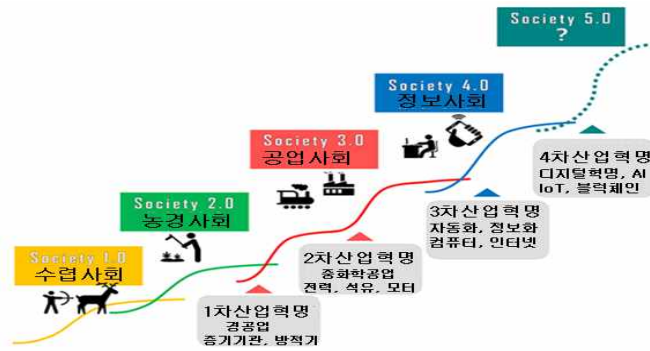 Society 5.0
?
Society 4.0
정보사회
Society 3.0
공업사회
Society 2.0
농경사회
Society 1.0
수렵사회
1차산업혁명
경공업
증기기관, 방적기
2차산업혁명
중화학공업
전력, 석유, 모터
3차산업혁명
자동화, 정보화
컴퓨터, 인터넷
4차산업혁명
디지털혁명, AI
IoT, 블럭체인